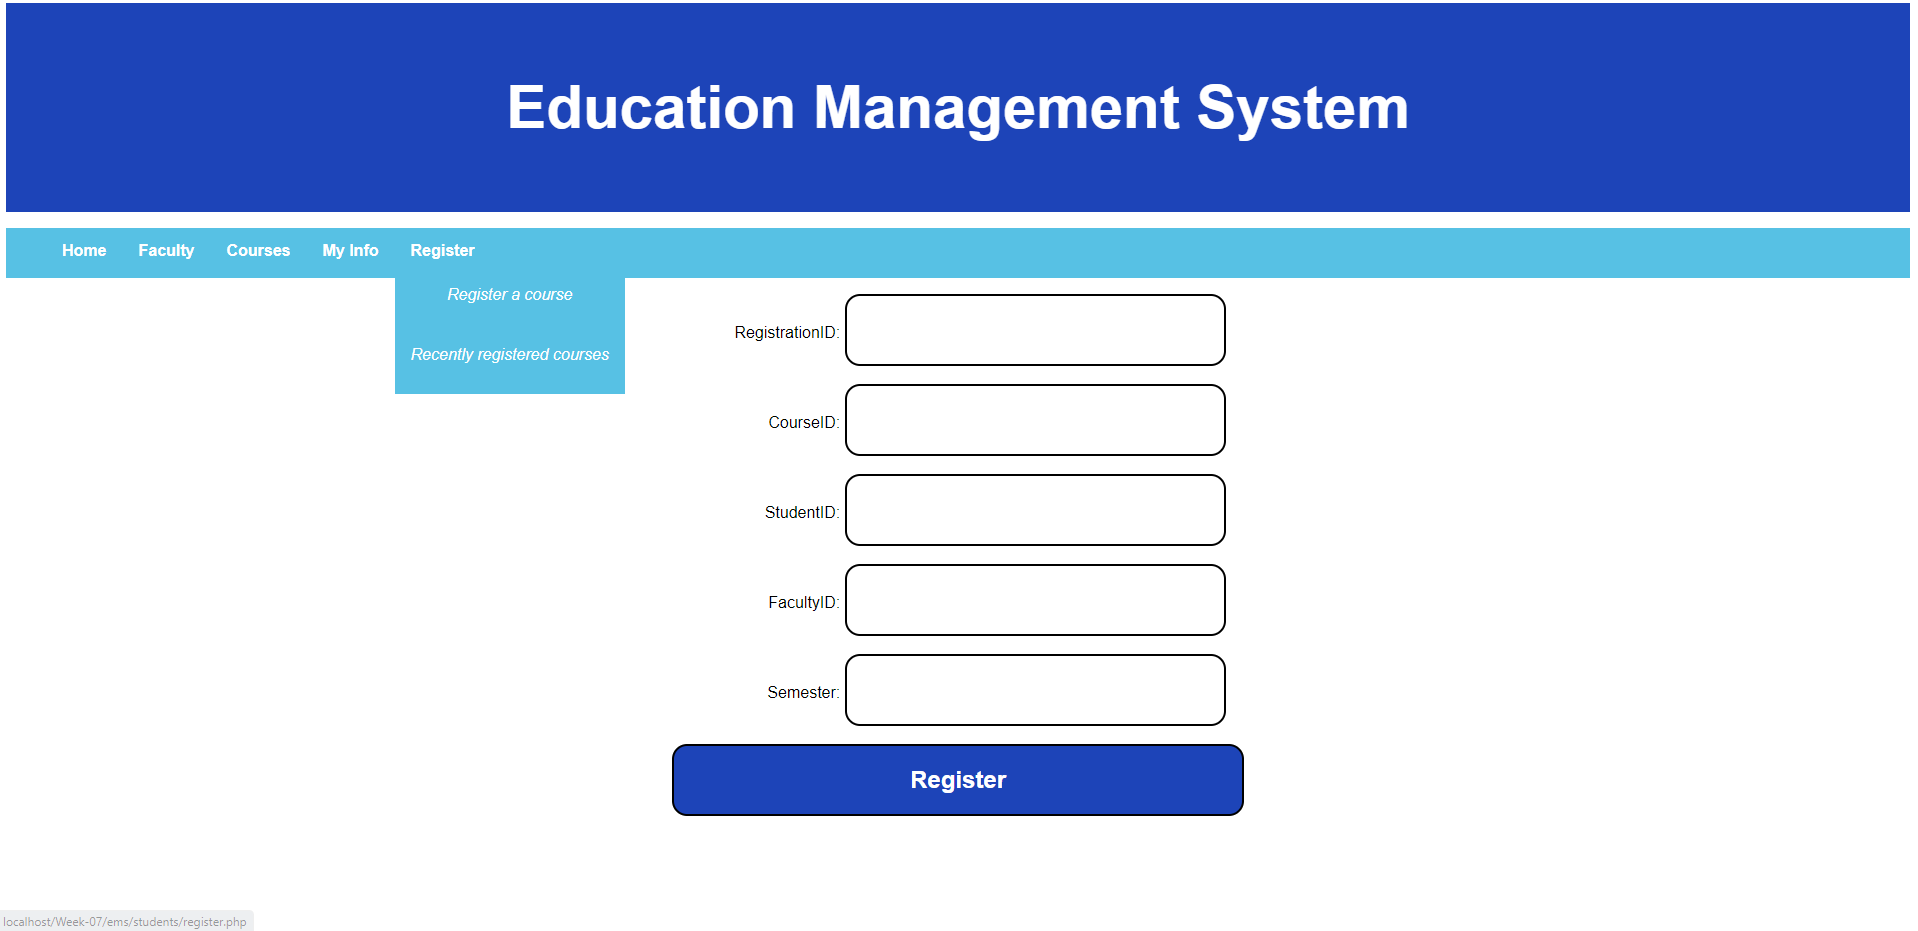 Education Management System
Home Faculty Courses My Info Register
Register a course
Recently registered courses
RegistrationID:
CourseID:
StudentID:
FacultyID:
Semester:
Register
localhost/Week-07/ems/students/register.php